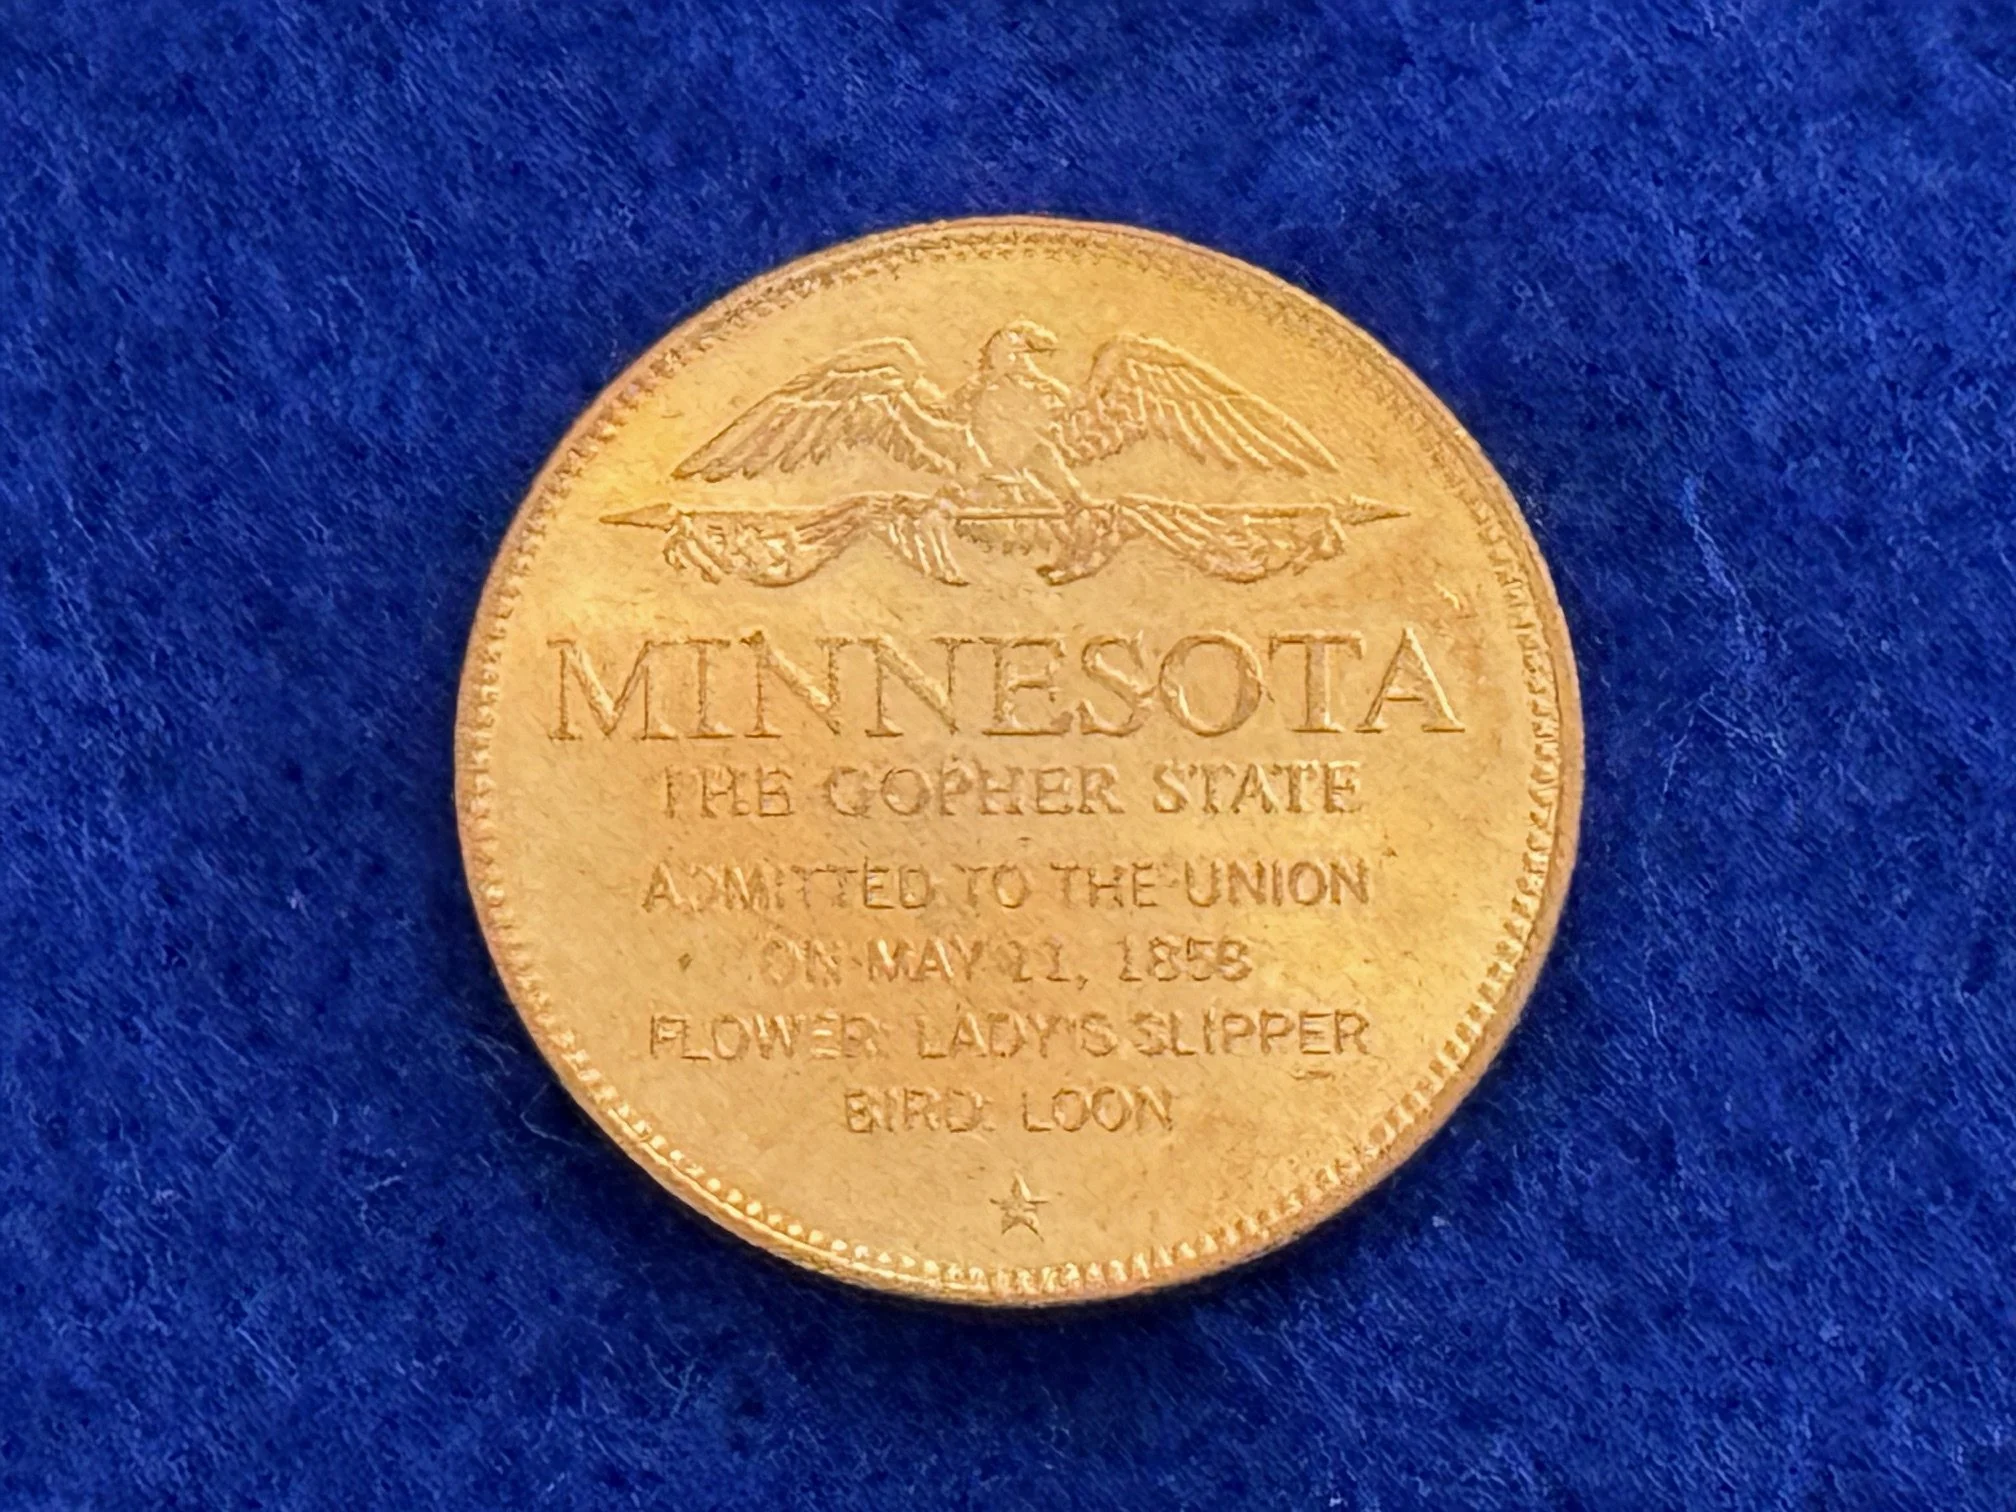 MINNESOTA
THE GOPHER STATE
ADMITTED TO THE UNION
ON MAY 11, 1858
FLOWER: LADY'S SLIPPER
BIRD: LOON